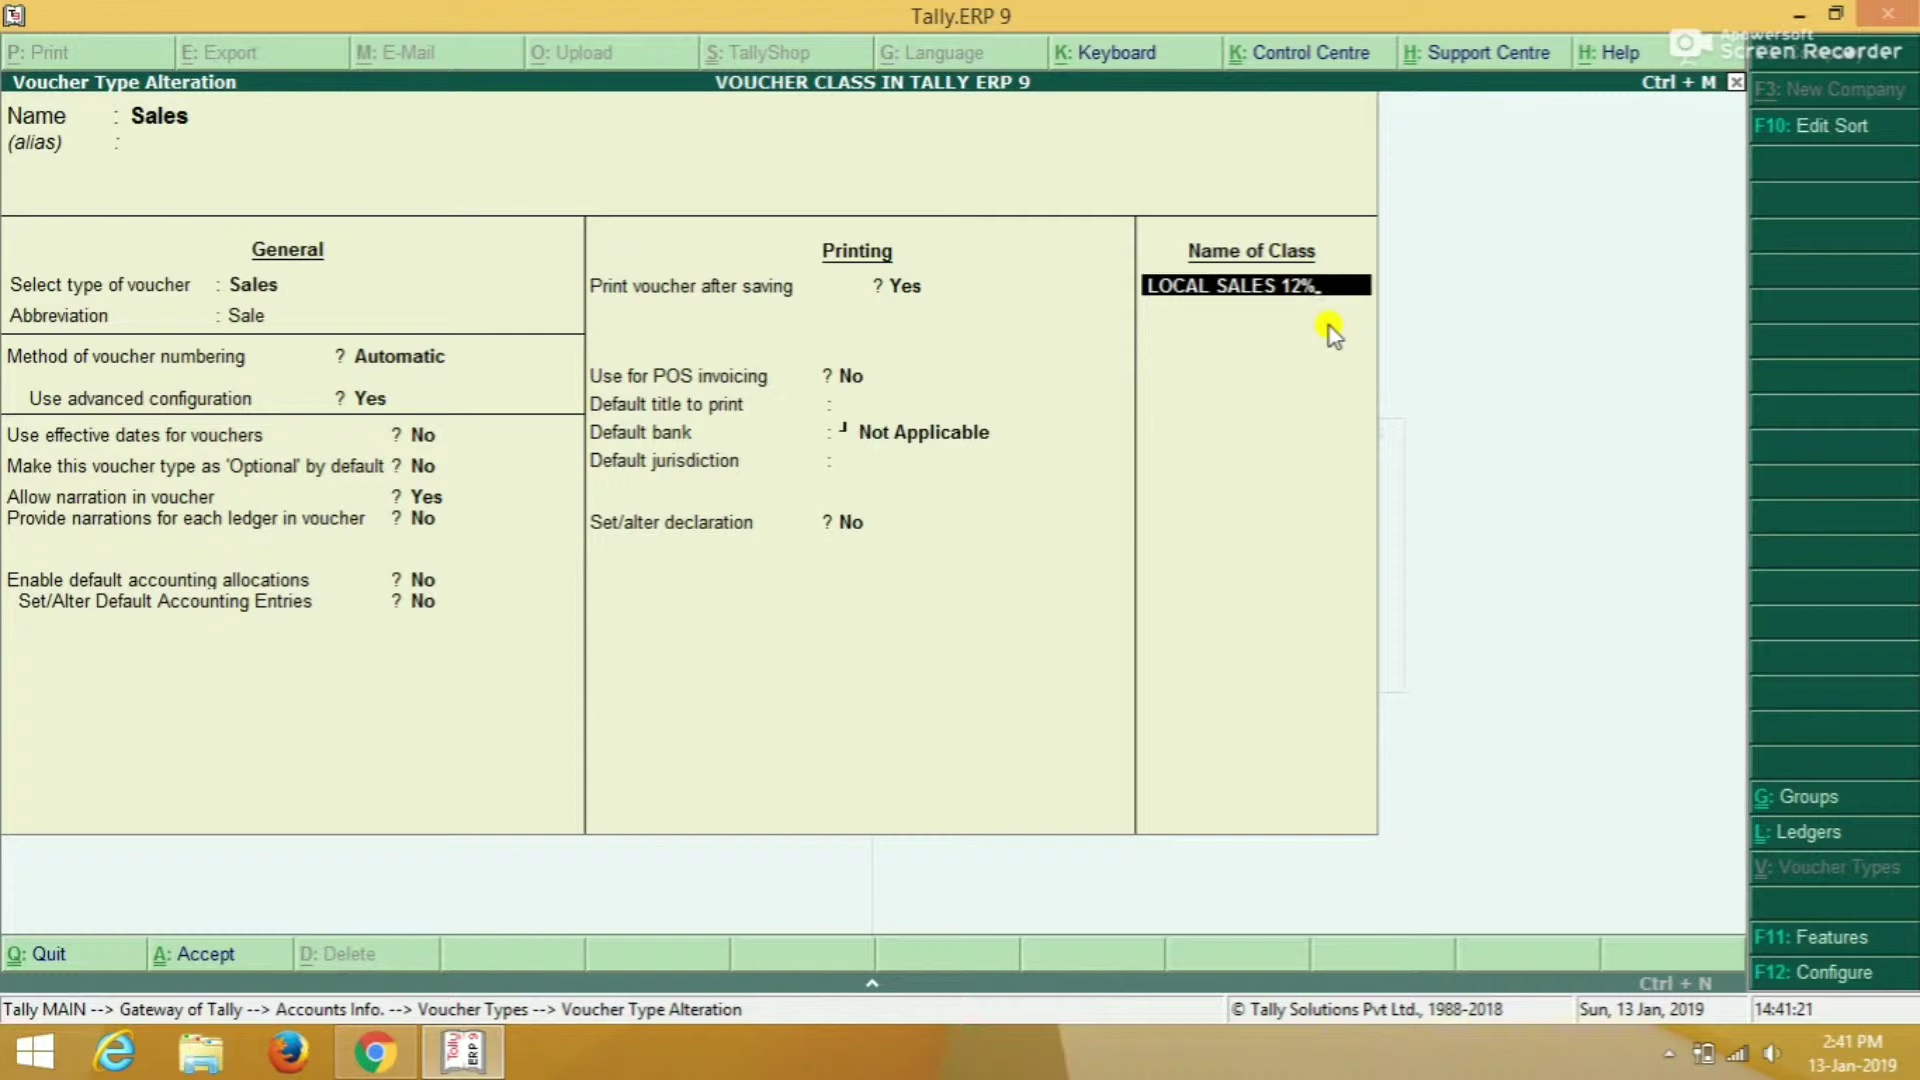 Tally.ERP 9
P: Print E: Export M: E-Mail O: Upload S: TallyShop G: Language K: Keyboard K: Control Centre H: Support Centre H: Help
Apowersoft
Screen Recorder
Voucher Type Alteration VOUCHER CLASS IN TALLY ERP 9 Ctrl + M
F3: New Company
F10: Edit Sort
Name : Sales
(alias) :
General
Select type of voucher : Sales
Abbreviation : Sale
Method of voucher numbering ? Automatic
Use advanced configuration ? Yes
Use effective dates for vouchers ? No
Make this voucher type as 'Optional' by default ? No
Allow narration in voucher ? Yes
Provide narrations for each ledger in voucher ? No
Enable default accounting allocations ? No
Set/Alter Default Accounting Entries ? No
Printing
Print voucher after saving ? Yes
Use for POS invoicing ? No
Default title to print :
Default bank : ┘ Not Applicable
Default jurisdiction :
Set/alter declaration ? No
Name of Class
LOCAL SALES 12%
G: Groups
L: Ledgers
V: Voucher Types
F11: Features
F12: Configure
Q: Quit A: Accept D: Delete
Ctrl + N
Tally MAIN --> Gateway of Tally --> Accounts Info. --> Voucher Types --> Voucher Type Alteration © Tally Solutions Pvt Ltd., 1988-2018 Sun, 13 Jan, 2019 14:41:21
Tally ERP 9
2:41 PM
13-Jan-2019